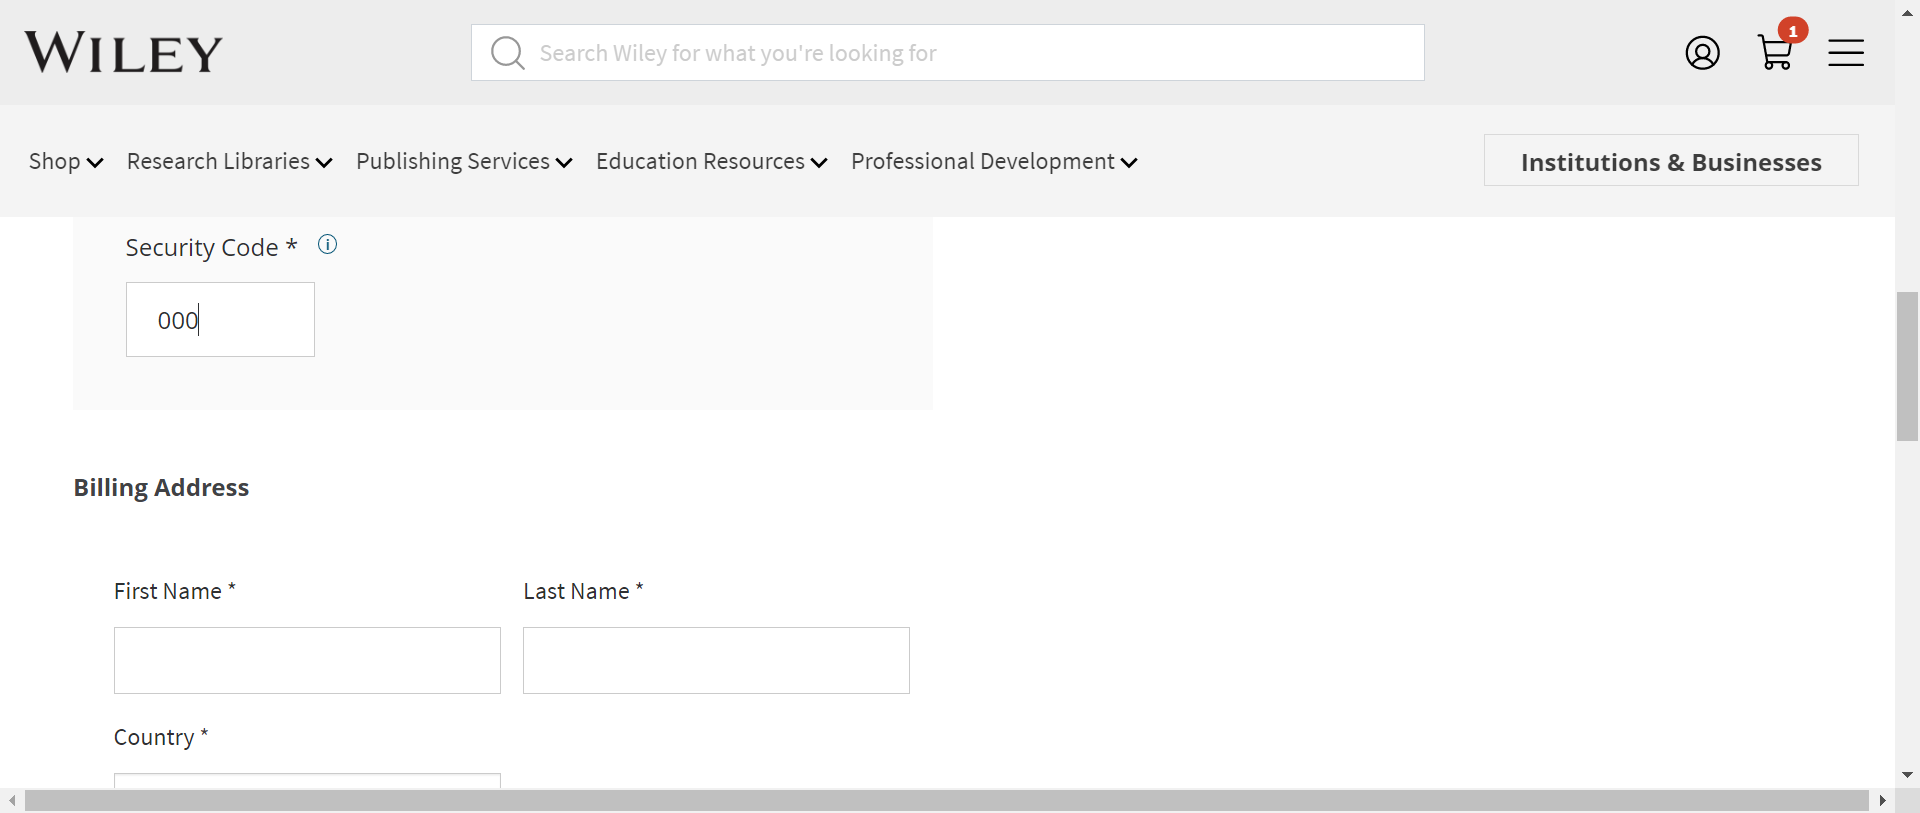 WILEY
Search Wiley for what you're looking for
1
Shop
Research Libraries
Publishing Services
Education Resources
Professional Development
Institutions & Businesses
Security Code *
000
Billing Address
First Name *
Last Name *
Country *